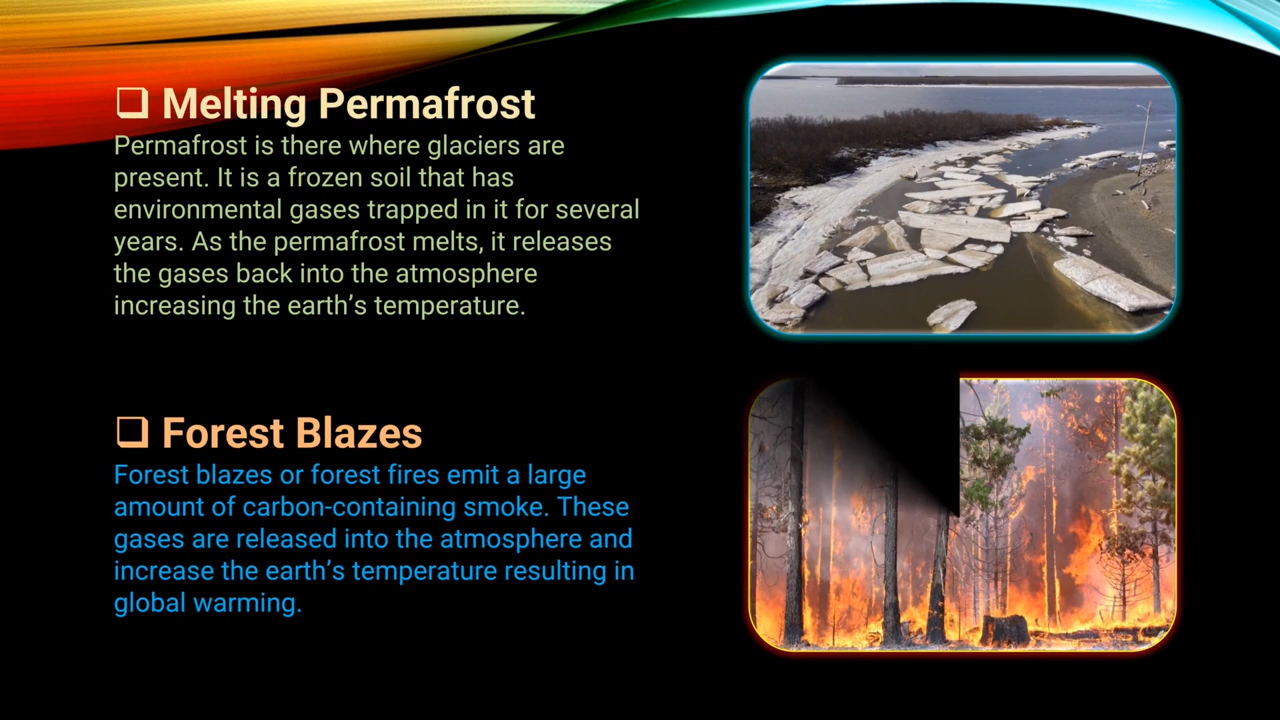 ❑ Melting Permafrost
Permafrost is there where glaciers are
present. It is a frozen soil that has
environmental gases trapped in it for several
years. As the permafrost melts, it releases
the gases back into the atmosphere
increasing the earth’s temperature.
❑ Forest Blazes
Forest blazes or forest fires emit a large
amount of carbon-containing smoke. These
gases are released into the atmosphere and
increase the earth’s temperature resulting in
global warming.